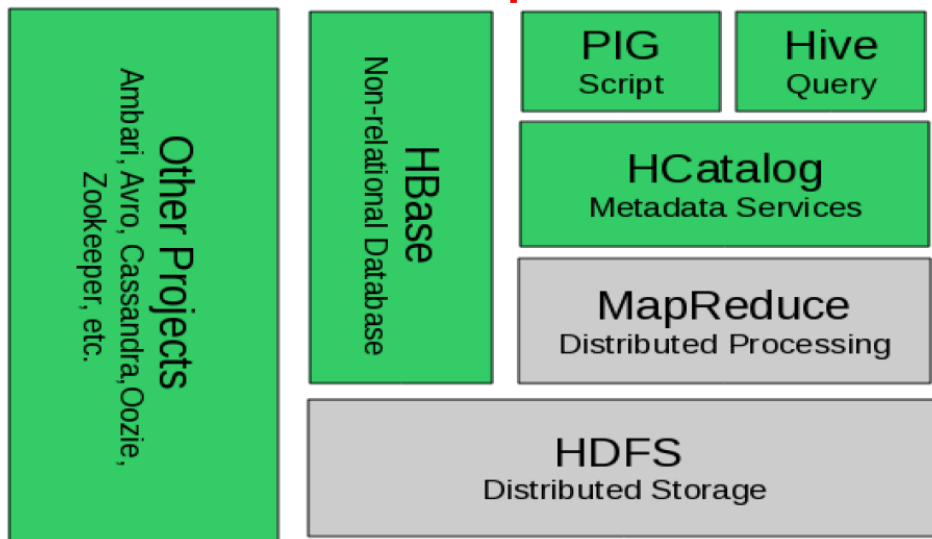 Other Projects
Ambari, Avro, Cassandra, Oozie,
Zookeeper, etc.
HBase
Non-relational Database
PIG
Script
Hive
Query
HCatalog
Metadata Services
MapReduce
Distributed Processing
HDFS
Distributed Storage